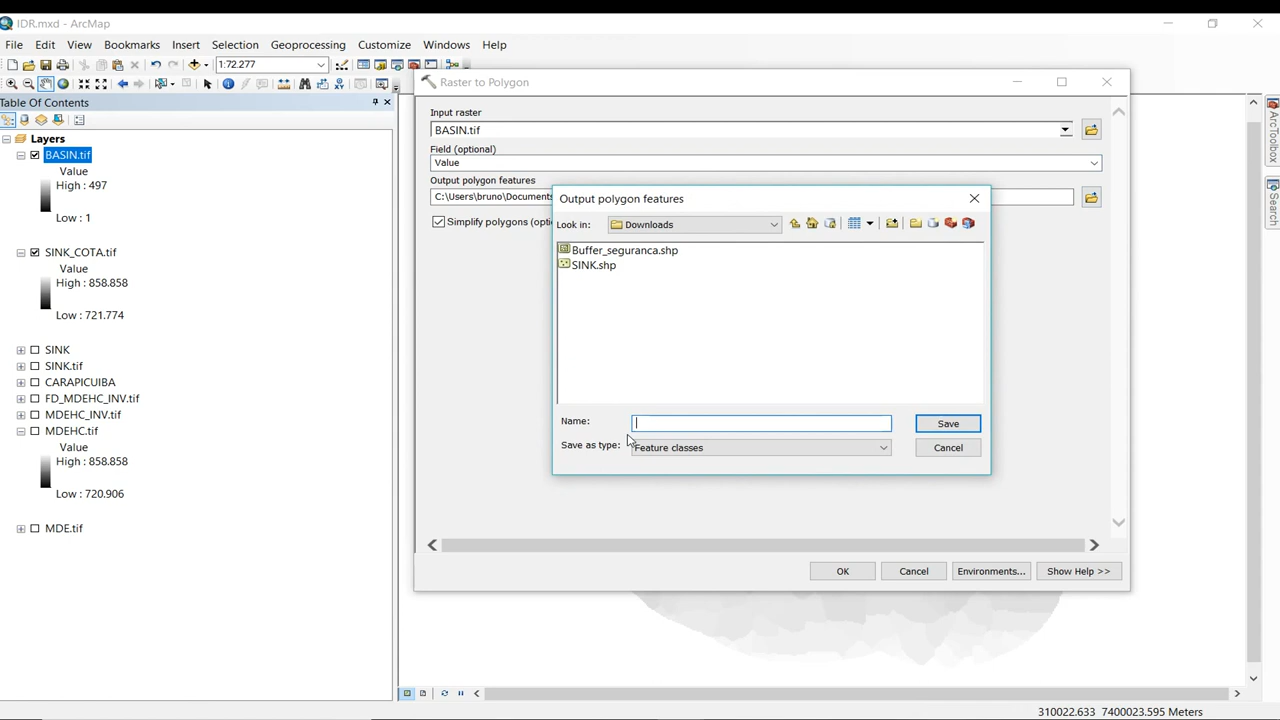 IDR.mxd - ArcMap
File Edit View Bookmarks Insert Selection Geoprocessing Customize Windows Help
1:72.277
Table Of Contents
Layers
BASIN.tif
Value
High : 497
Low : 1
SINK_COTA.tif
Value
High : 858.858
Low : 721.774
SINK
SINK.tif
CARAPICUIBA
FD_MDEHC_INV.tif
MDEHC_INV.tif
MDEHC.tif
Value
High : 858.858
Low : 720.906
MDE.tif
Raster to Polygon
Input raster
BASIN.tif
Field (optional)
Value
Output polygon features
C:\Users\bruno\Documents
Simplify polygons
Output polygon features
Look in: Downloads
Buffer_seguranca.shp
SINK.shp
Name:
Save
Save as type: Feature classes
Cancel
OK Cancel Environments... Show Help >>
ArcToolbox
Search
310022.633 7400023.595 Meters